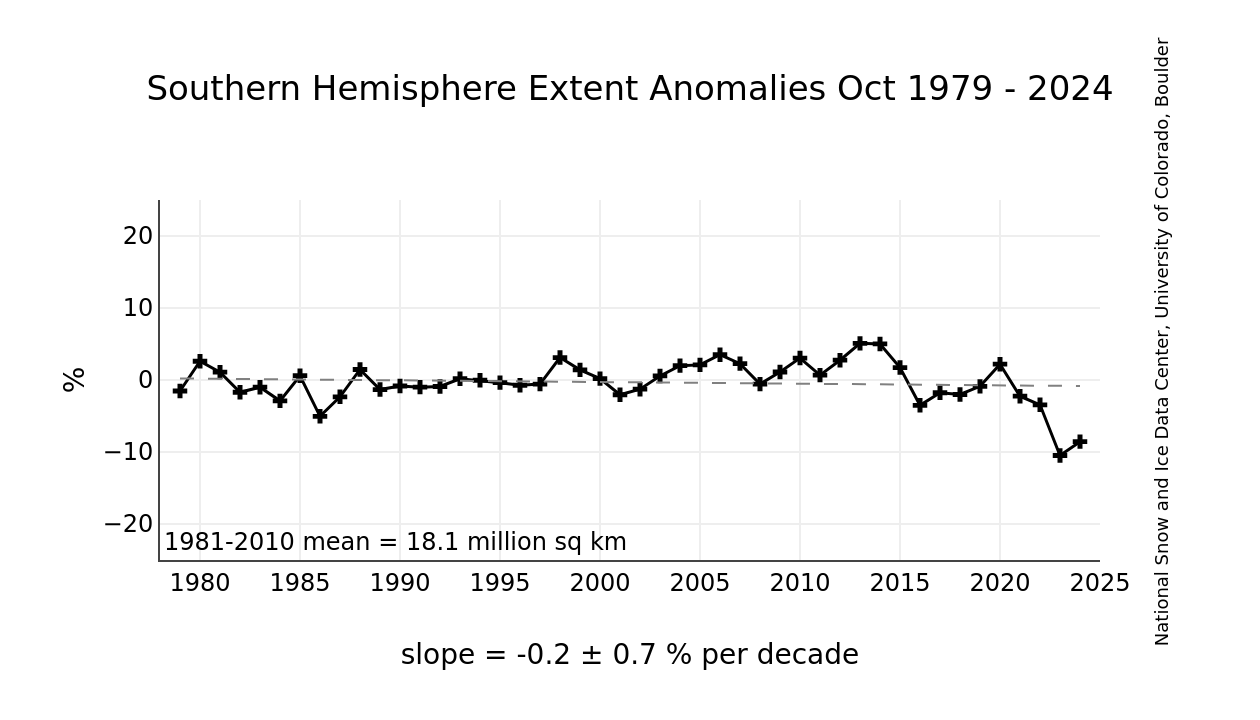 Southern Hemisphere Extent Anomalies Oct 1979 - 2024
National Snow and Ice Data Center, University of Colorado, Boulder
%
20
10
0
−10
−20
1981-2010 mean = 18.1 million sq km
1980 1985 1990 1995 2000 2005 2010 2015 2020 2025
slope = -0.2 ± 0.7 % per decade